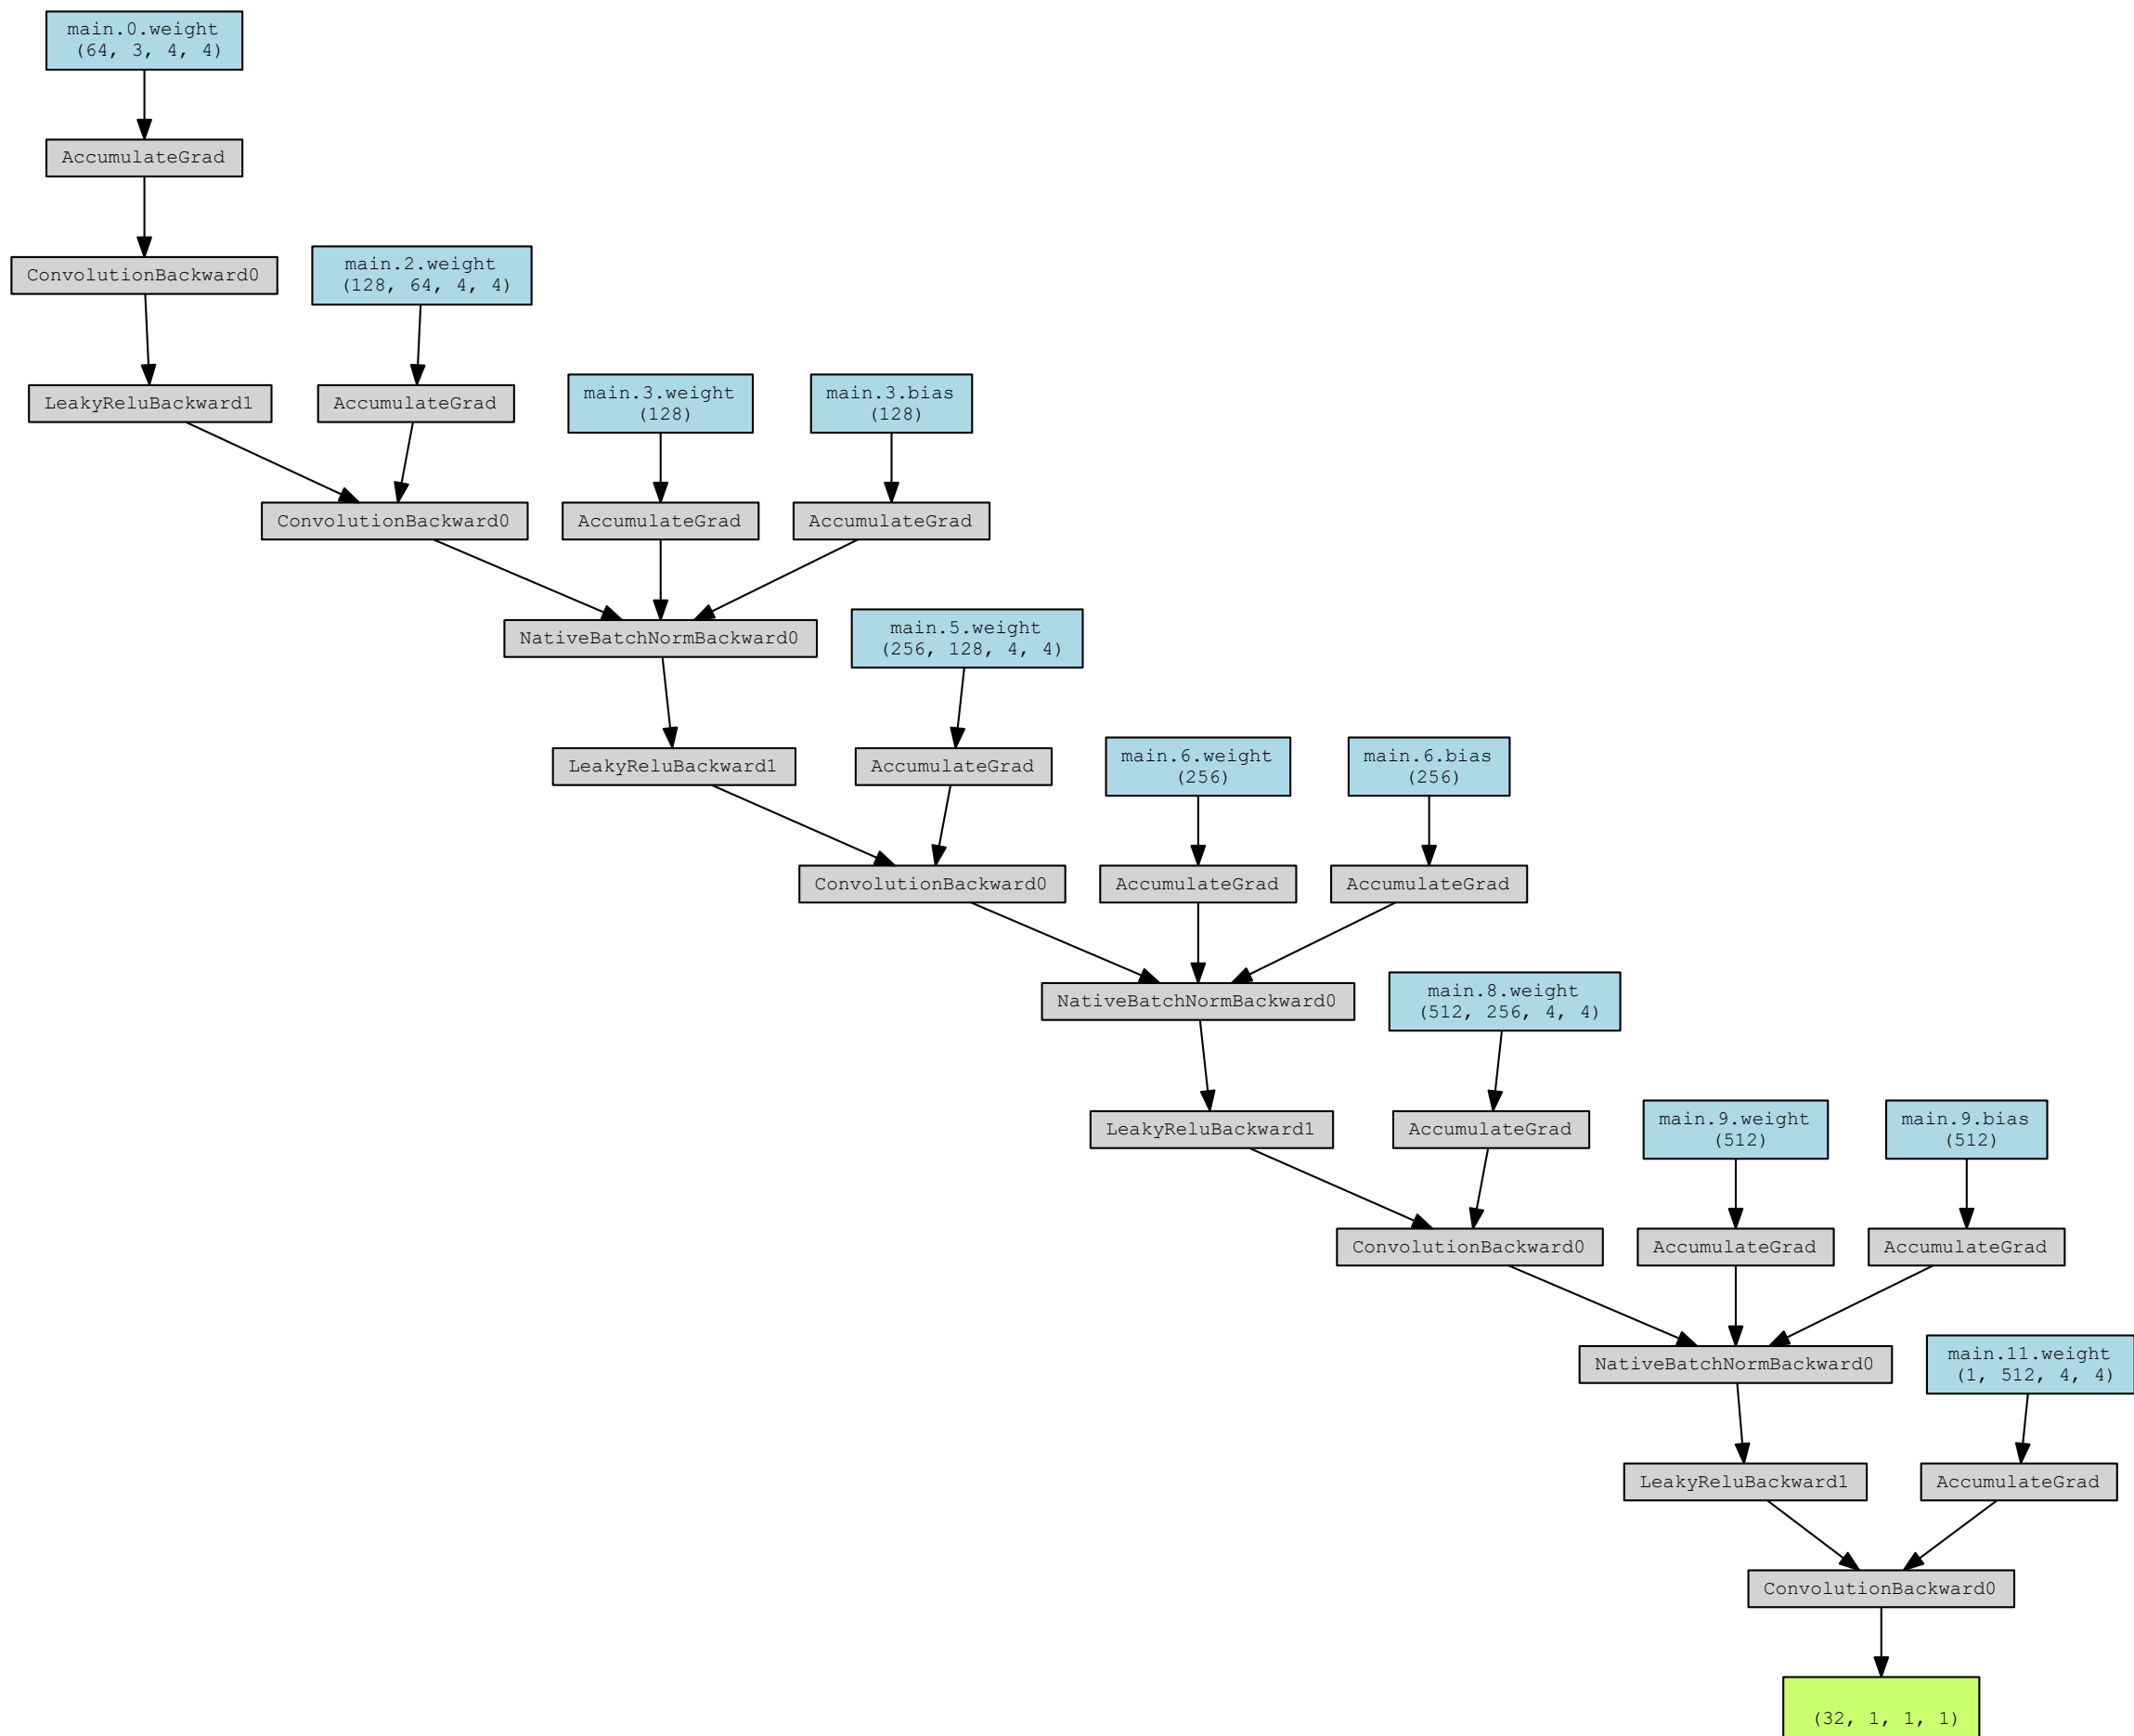 main.0.weight
(64, 3, 4, 4)
AccumulateGrad
ConvolutionBackward0
main.2.weight
(128, 64, 4, 4)
LeakyReluBackward1
AccumulateGrad
main.3.weight
(128)
main.3.bias
(128)
ConvolutionBackward0
AccumulateGrad
AccumulateGrad
NativeBatchNormBackward0
main.5.weight
(256, 128, 4, 4)
LeakyReluBackward1
AccumulateGrad
main.6.weight
(256)
main.6.bias
(256)
ConvolutionBackward0
AccumulateGrad
AccumulateGrad
NativeBatchNormBackward0
main.8.weight
(512, 256, 4, 4)
LeakyReluBackward1
AccumulateGrad
main.9.weight
(512)
main.9.bias
(512)
ConvolutionBackward0
AccumulateGrad
AccumulateGrad
NativeBatchNormBackward0
main.11.weight
(1, 512, 4, 4)
LeakyReluBackward1
AccumulateGrad
ConvolutionBackward0
(32, 1, 1, 1)